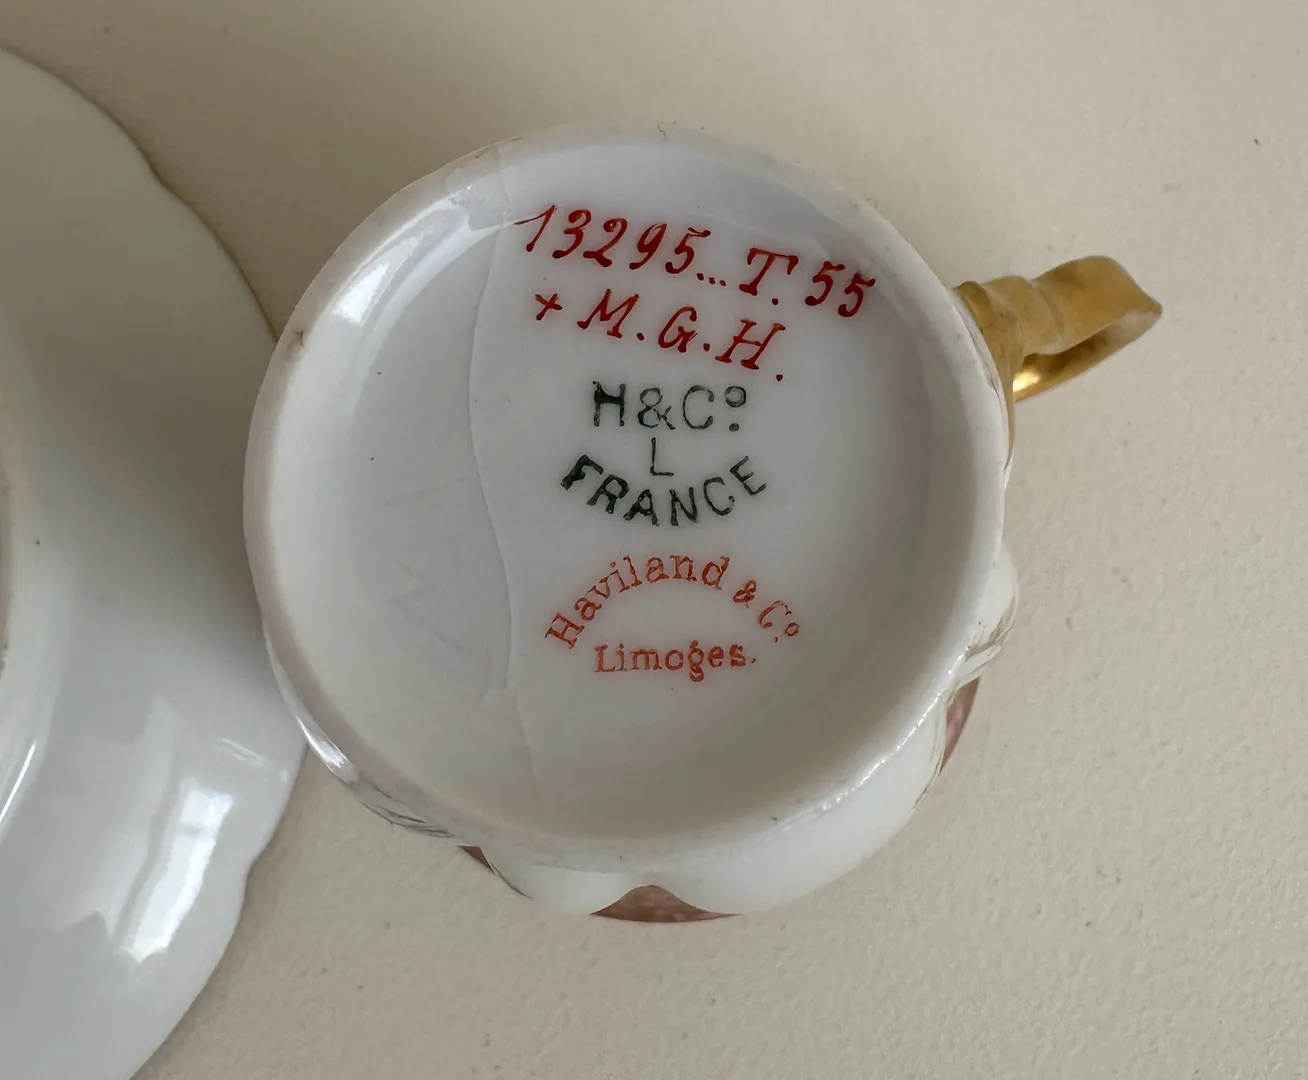 13295...T. 55
+ M.G.H.
H&Cº
L
FRANCE
Haviland & Cº
Limoges.